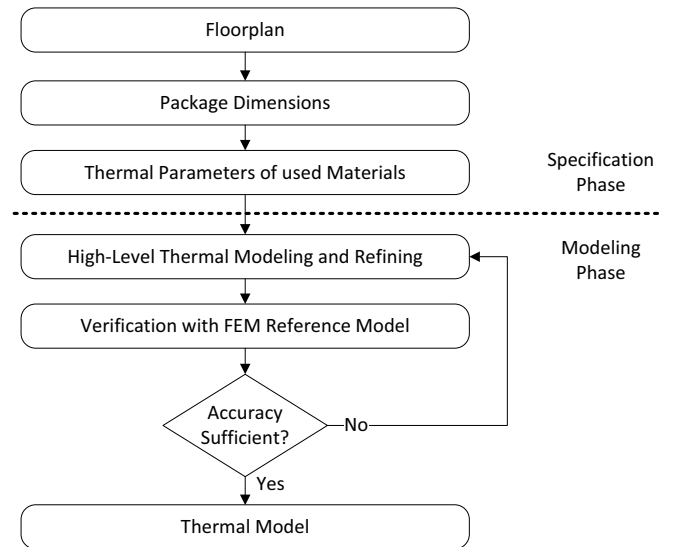 Floorplan
Package Dimensions
Thermal Parameters of used Materials
Specification
Phase
High-Level Thermal Modeling and Refining
Modeling
Phase
Verification with FEM Reference Model
Accuracy
Sufficient?
No
Yes
Thermal Model